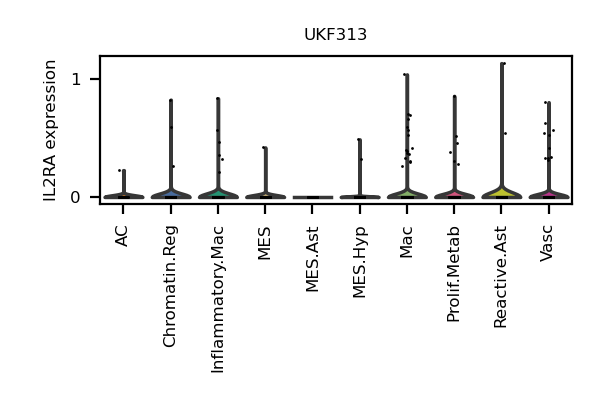 UKF313
IL2RA expression
1
0
AC
Chromatin.Reg
Inflammatory.Mac
MES
MES.Ast
MES.Hyp
Mac
Prolif.Metab
Reactive.Ast
Vasc